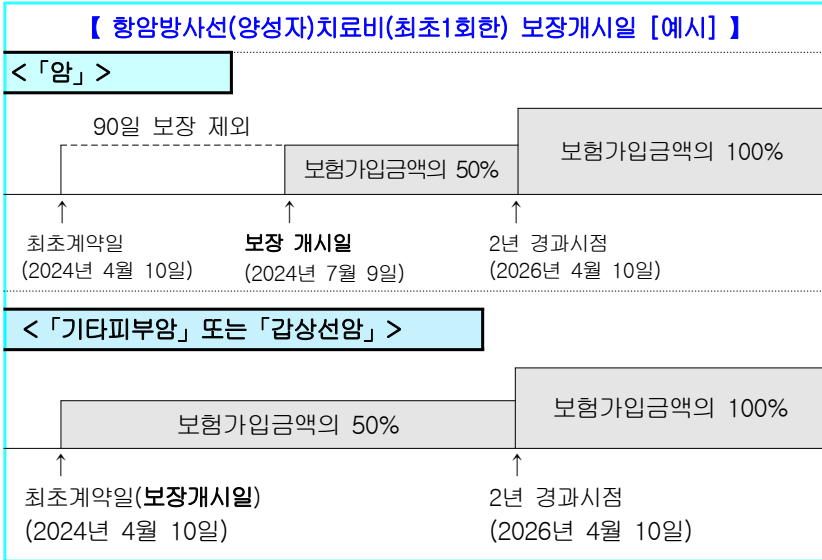 【 항암방사선(양성자)치료비(최초1회한) 보장개시일 [예시] 】
<「암」>
90일 보장 제외
보험가입금액의 50%
보험가입금액의 100%
↑ ↑ ↑
최초계약일 보장 개시일 2년 경과시점
(2024년 4월 10일) (2024년 7월 9일) (2026년 4월 10일)
<「기타피부암」또는「갑상선암」>
보험가입금액의 50%
보험가입금액의 100%
↑ ↑
최초계약일(보장개시일) 2년 경과시점
(2024년 4월 10일) (2026년 4월 10일)